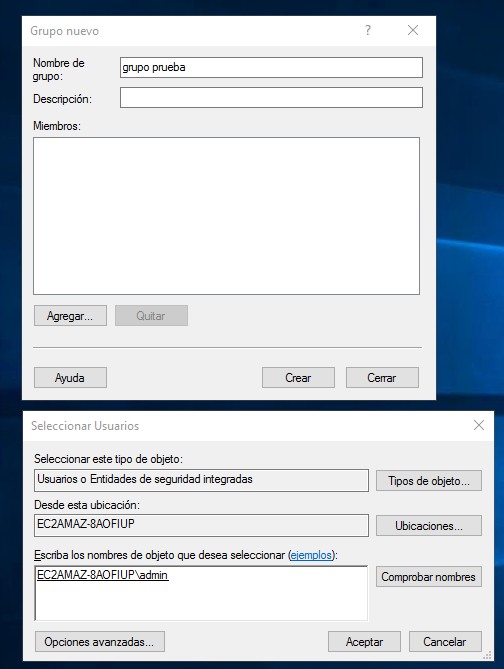 Grupo nuevo
?
Nombre de
grupo:
grupo prueba
Descripción:
Miembros:
Agregar...
Quitar
Ayuda
Crear
Cerrar
Seleccionar Usuarios
Seleccionar este tipo de objeto:
Usuarios o Entidades de seguridad integradas
Tipos de objeto...
Desde esta ubicación:
EC2AMAZ-8AOFIUP
Ubicaciones...
Escriba los nombres de objeto que desea seleccionar (ejemplos):
EC2AMAZ-8AOFIUP\admin
Comprobar nombres
Opciones avanzadas...
Aceptar
Cancelar